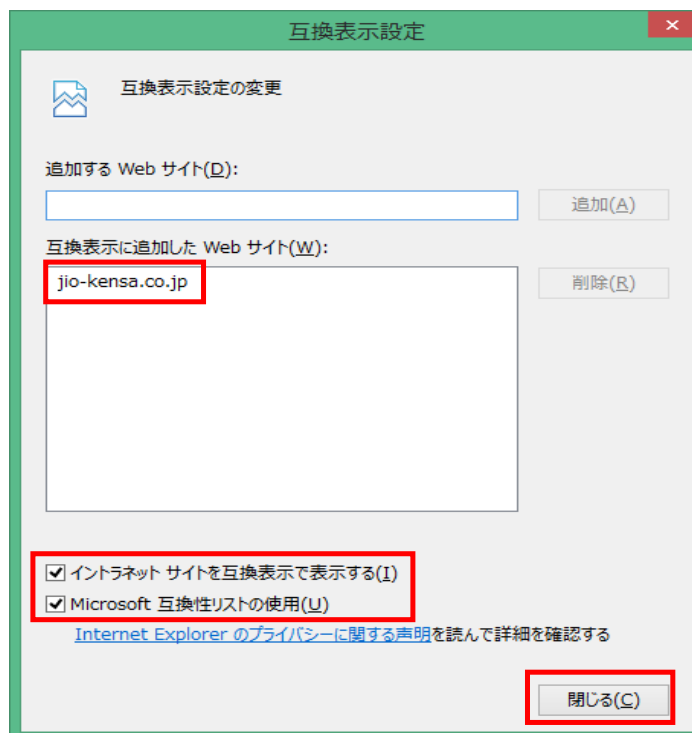 互換表示設定
×
互換表示設定の変更
追加する Web サイト(D):
追加(A)
互換表示に追加した Web サイト(W):
jio-kensa.co.jp
削除(R)
イントラネット サイトを互換表示で表示する(I)
Microsoft 互換性リストの使用(U)
Internet Explorer のプライバシーに関する声明を読んで詳細を確認する
閉じる(C)